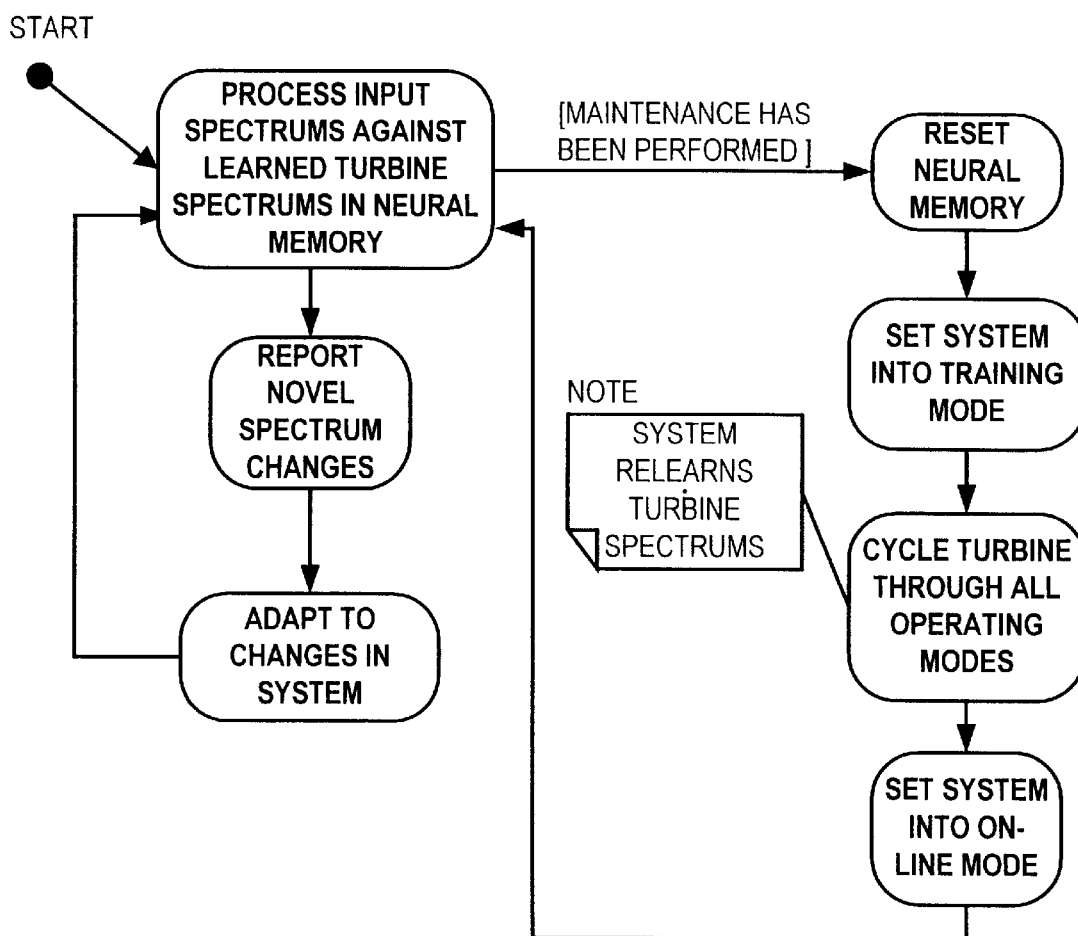 START
PROCESS INPUT
SPECTRUMS AGAINST
LEARNED TURBINE
SPECTRUMS IN NEURAL
MEMORY
[MAINTENANCE HAS
BEEN PERFORMED ]
RESET
NEURAL
MEMORY
REPORT
NOVEL
SPECTRUM
CHANGES
SET SYSTEM
INTO TRAINING
MODE
NOTE
SYSTEM
RELEARNS
TURBINE
SPECTRUMS
CYCLE TURBINE
THROUGH ALL
OPERATING
MODES
ADAPT TO
CHANGES IN
SYSTEM
SET SYSTEM
INTO ON-
LINE MODE